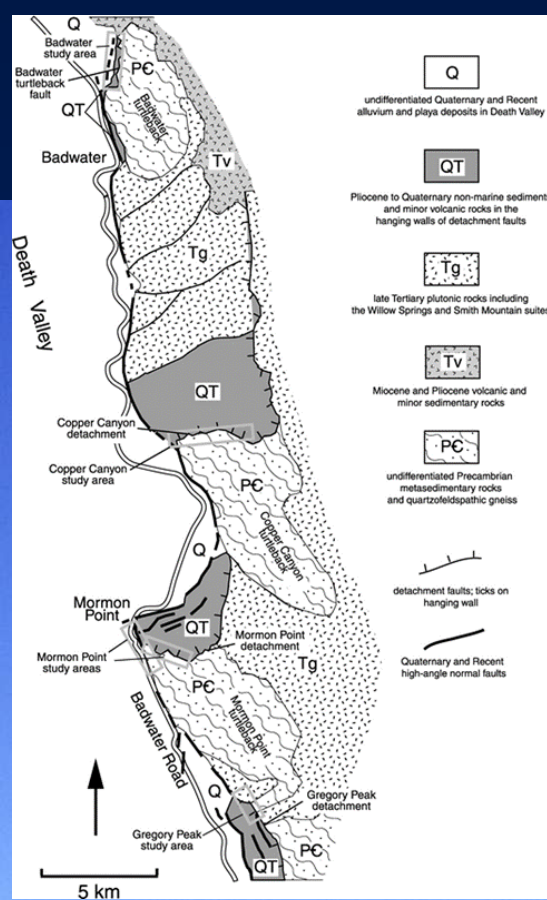 Q
Badwater
study area
Badwater
turtleback
fault
PЄ
Badwater
turtleback
QT
Badwater
Tv
Death Valley
Tg
QT
Copper Canyon
detachment
Copper Canyon
study area
PЄ
Copper Canyon
turtleback
Q
Mormon
Point
QT
Mormon Point
detachment
Mormon Point
study areas
PЄ
Tg
Mormon Point
turtleback
Badwater Road
Q
Gregory Peak
detachment
Gregory Peak
study area
PЄ
QT
5 km
Q
undifferentiated Quaternary and Recent
alluvium and playa deposits in Death Valley
QT
Pliocene to Quaternary non-marine sediment
and minor volcanic rocks in the
hanging walls of detachment faults
Tg
late Tertiary plutonic rocks including
the Willow Springs and Smith Mountain suites
Tv
Miocene and Pliocene volcanic and
minor sedimentary rocks
PЄ
undifferentiated Precambrian
metasedimentary rocks
and quartzofeldspathic gneiss
detachment faults; ticks on
hanging wall
Quaternary and Recent
high-angle normal faults